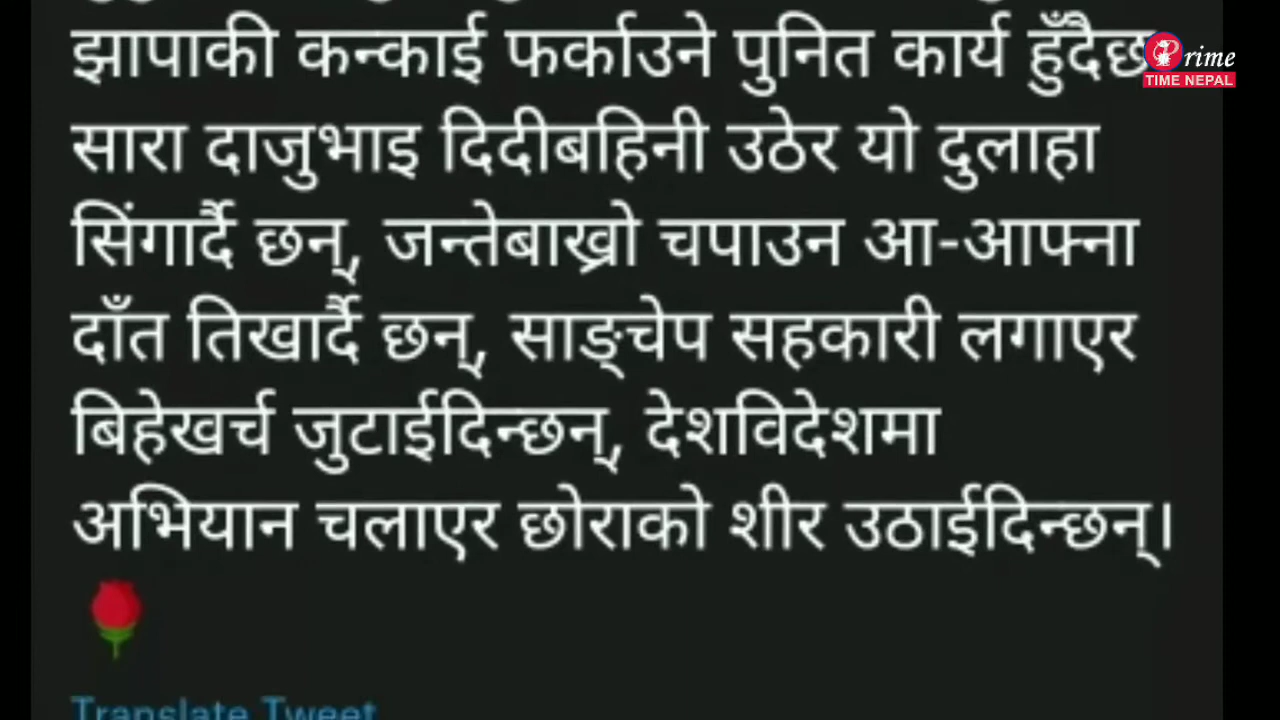 झापाकी कन्काई फर्काउने पुनित कार्य हुँदैछ
सारा दाजुभाइ दिदीबहिनी उठेर यो दुलाहा
सिंगार्दै छन्, जन्तेबाख्रो चपाउन आ-आफ्ना
दाँत तिखार्दै छन्, साङ्चेप सहकारी लगाएर
बिहेखर्च जुटाईदिन्छन्, देशविदेशमा
अभियान चलाएर छोराको शीर उठाईदिन्छन्।
Translate Tweet
Prime
TIME NEPAL